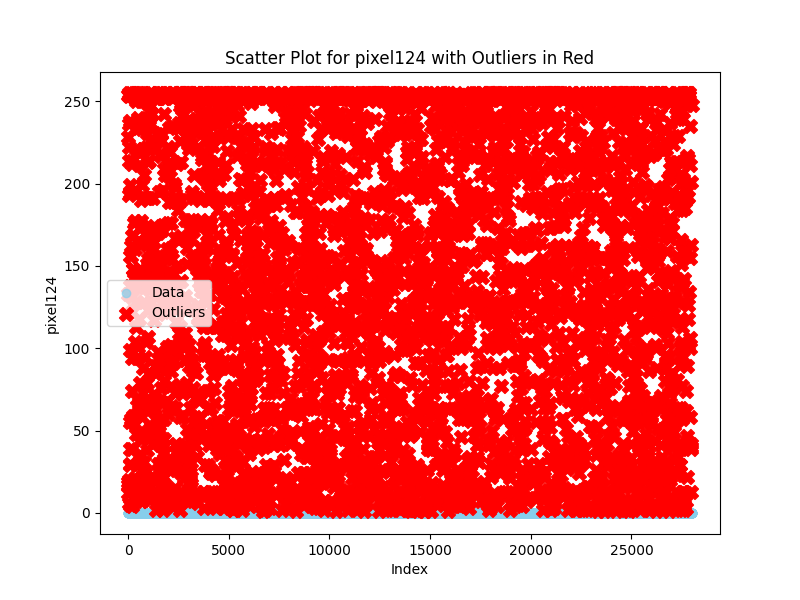 Scatter Plot for pixel124 with Outliers in Red
250
200
150
100
50
0
pixel124
Data
Outliers
0 5000 10000 15000 20000 25000
Index